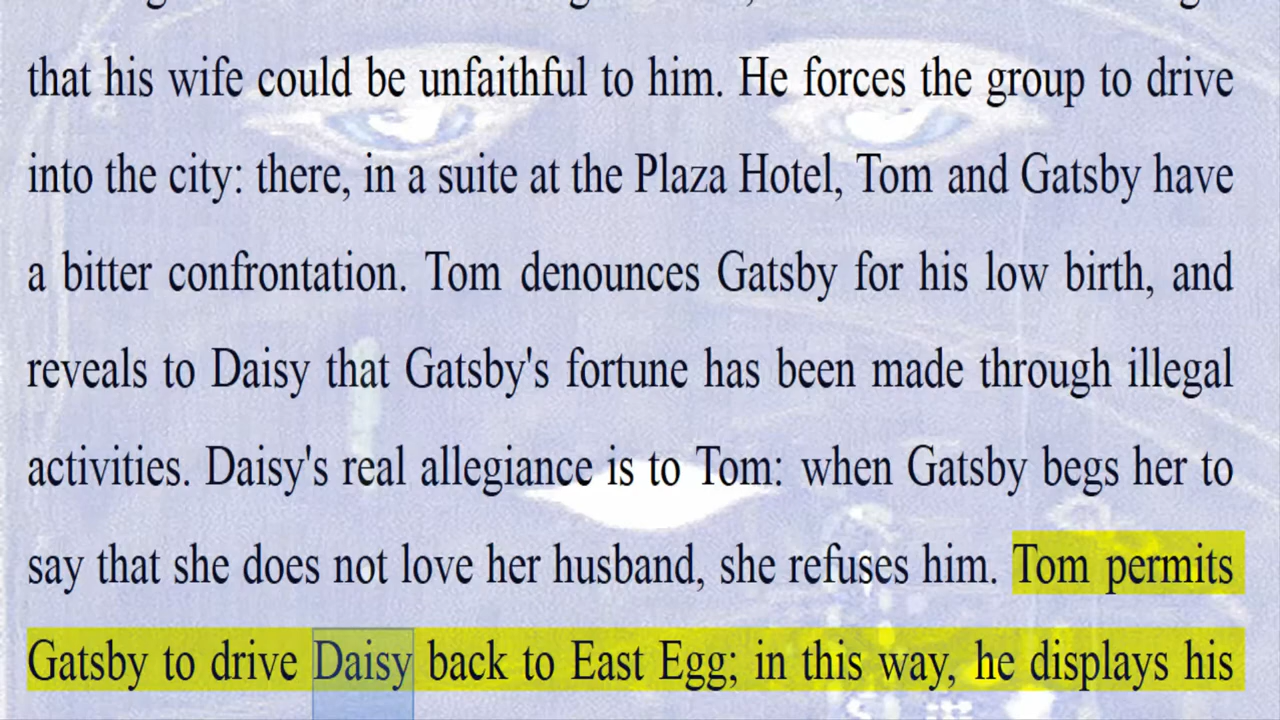 that his wife could be unfaithful to him. He forces the group to drive
into the city: there, in a suite at the Plaza Hotel, Tom and Gatsby have
a bitter confrontation. Tom denounces Gatsby for his low birth, and
reveals to Daisy that Gatsby's fortune has been made through illegal
activities. Daisy's real allegiance is to Tom: when Gatsby begs her to
say that she does not love her husband, she refuses him. Tom permits
Gatsby to drive Daisy back to East Egg; in this way, he displays his